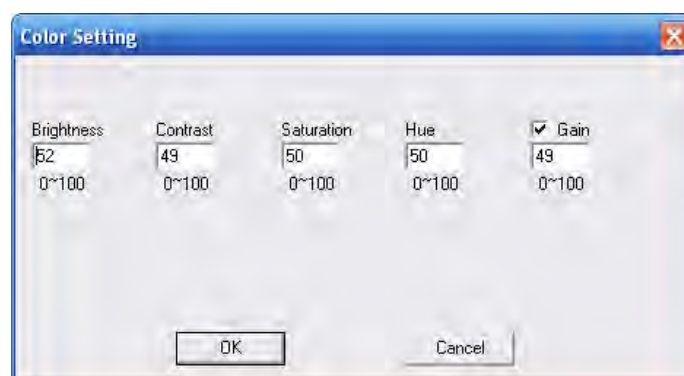 Color Setting
Brightness Contrast Saturation Hue Gain
52 49 50 50 49
0~100 0~100 0~100 0~100 0~100
OK Cancel